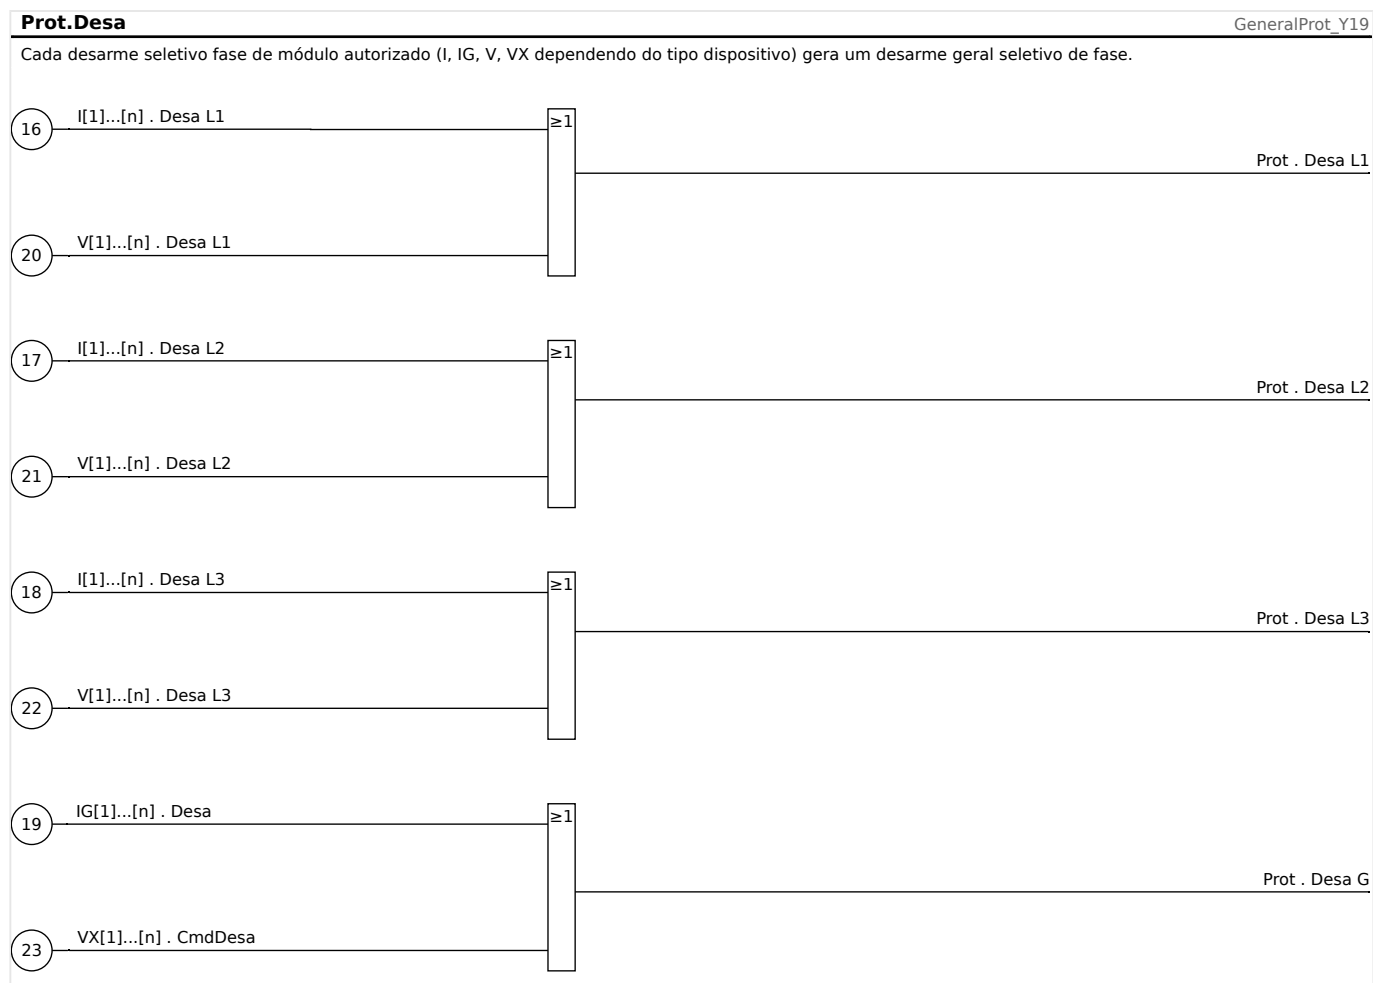 Prot.Desa
GeneralProt_Y19
Cada desarme seletivo fase de módulo autorizado (I, IG, V, VX dependendo do tipo dispositivo) gera um desarme geral seletivo de fase.
16
I[1]...[n] . Desa L1
≥1
Prot . Desa L1
20
V[1]...[n] . Desa L1
17
I[1]...[n] . Desa L2
≥1
Prot . Desa L2
21
V[1]...[n] . Desa L2
18
I[1]...[n] . Desa L3
≥1
Prot . Desa L3
22
V[1]...[n] . Desa L3
19
IG[1]...[n] . Desa
≥1
Prot . Desa G
23
VX[1]...[n] . CmdDesa